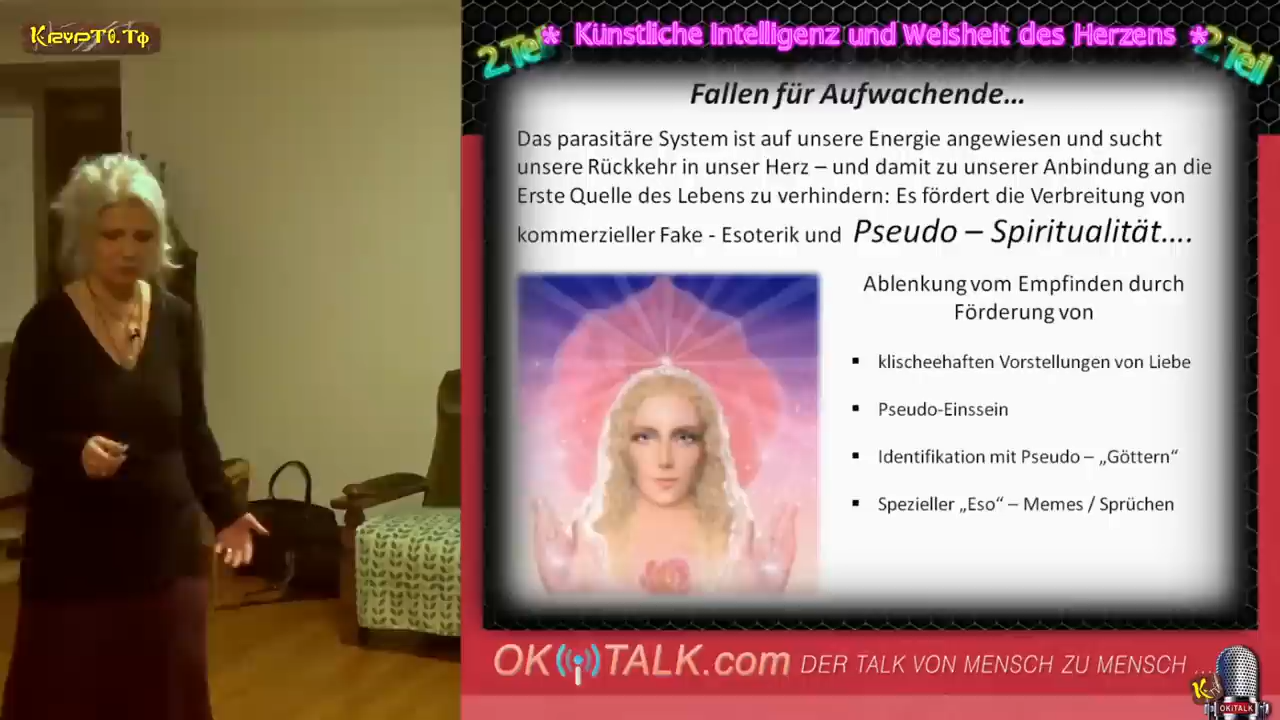 KrypTo.To
2.Teil
* Künstliche Intelligenz und Weisheit des Herzens *
2.Teil
Fallen für Aufwachende…
Das parasitäre System ist auf unsere Energie angewiesen und sucht
unsere Rückkehr in unser Herz – und damit zu unserer Anbindung an die
Erste Quelle des Lebens zu verhindern: Es fördert die Verbreitung von
kommerzieller Fake - Esoterik und Pseudo – Spiritualität….
Ablenkung vom Empfinden durch
Förderung von
▪ klischeehaften Vorstellungen von Liebe
▪ Pseudo-Einssein
▪ Identifikation mit Pseudo – „Göttern“
▪ Spezieller „Eso“ – Memes / Sprüchen
OKiTALK.com DER TALK VON MENSCH ZU MENSCH ...
OKiTALK